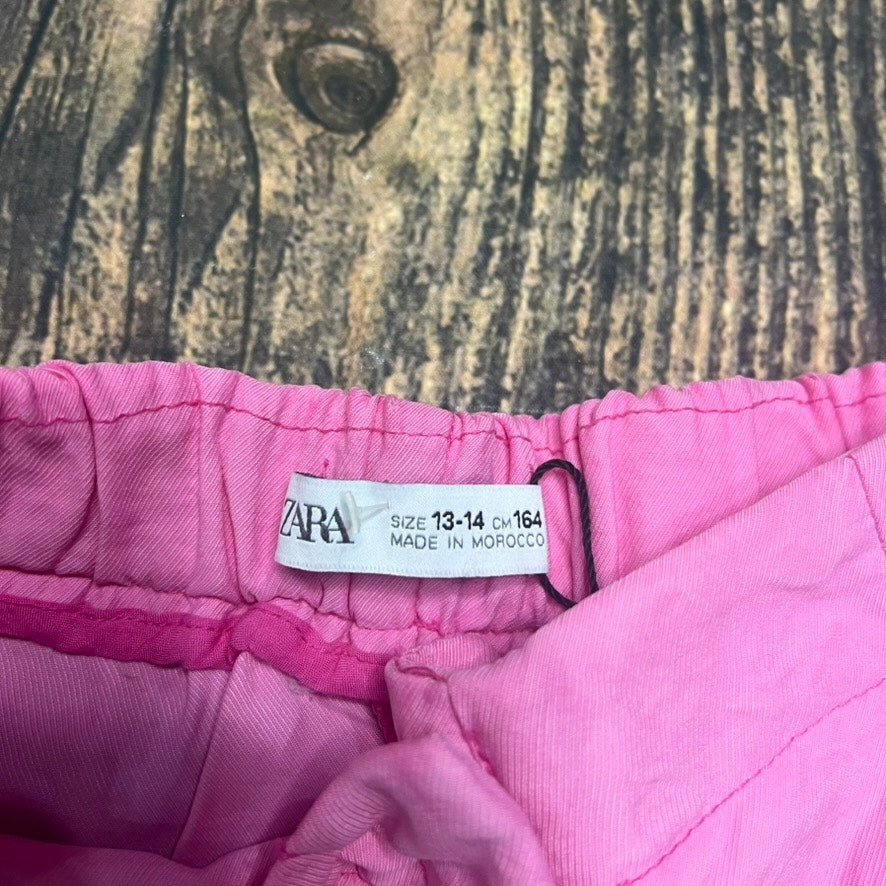 ZARA
SIZE 13-14 CM 164
MADE IN MOROCCO